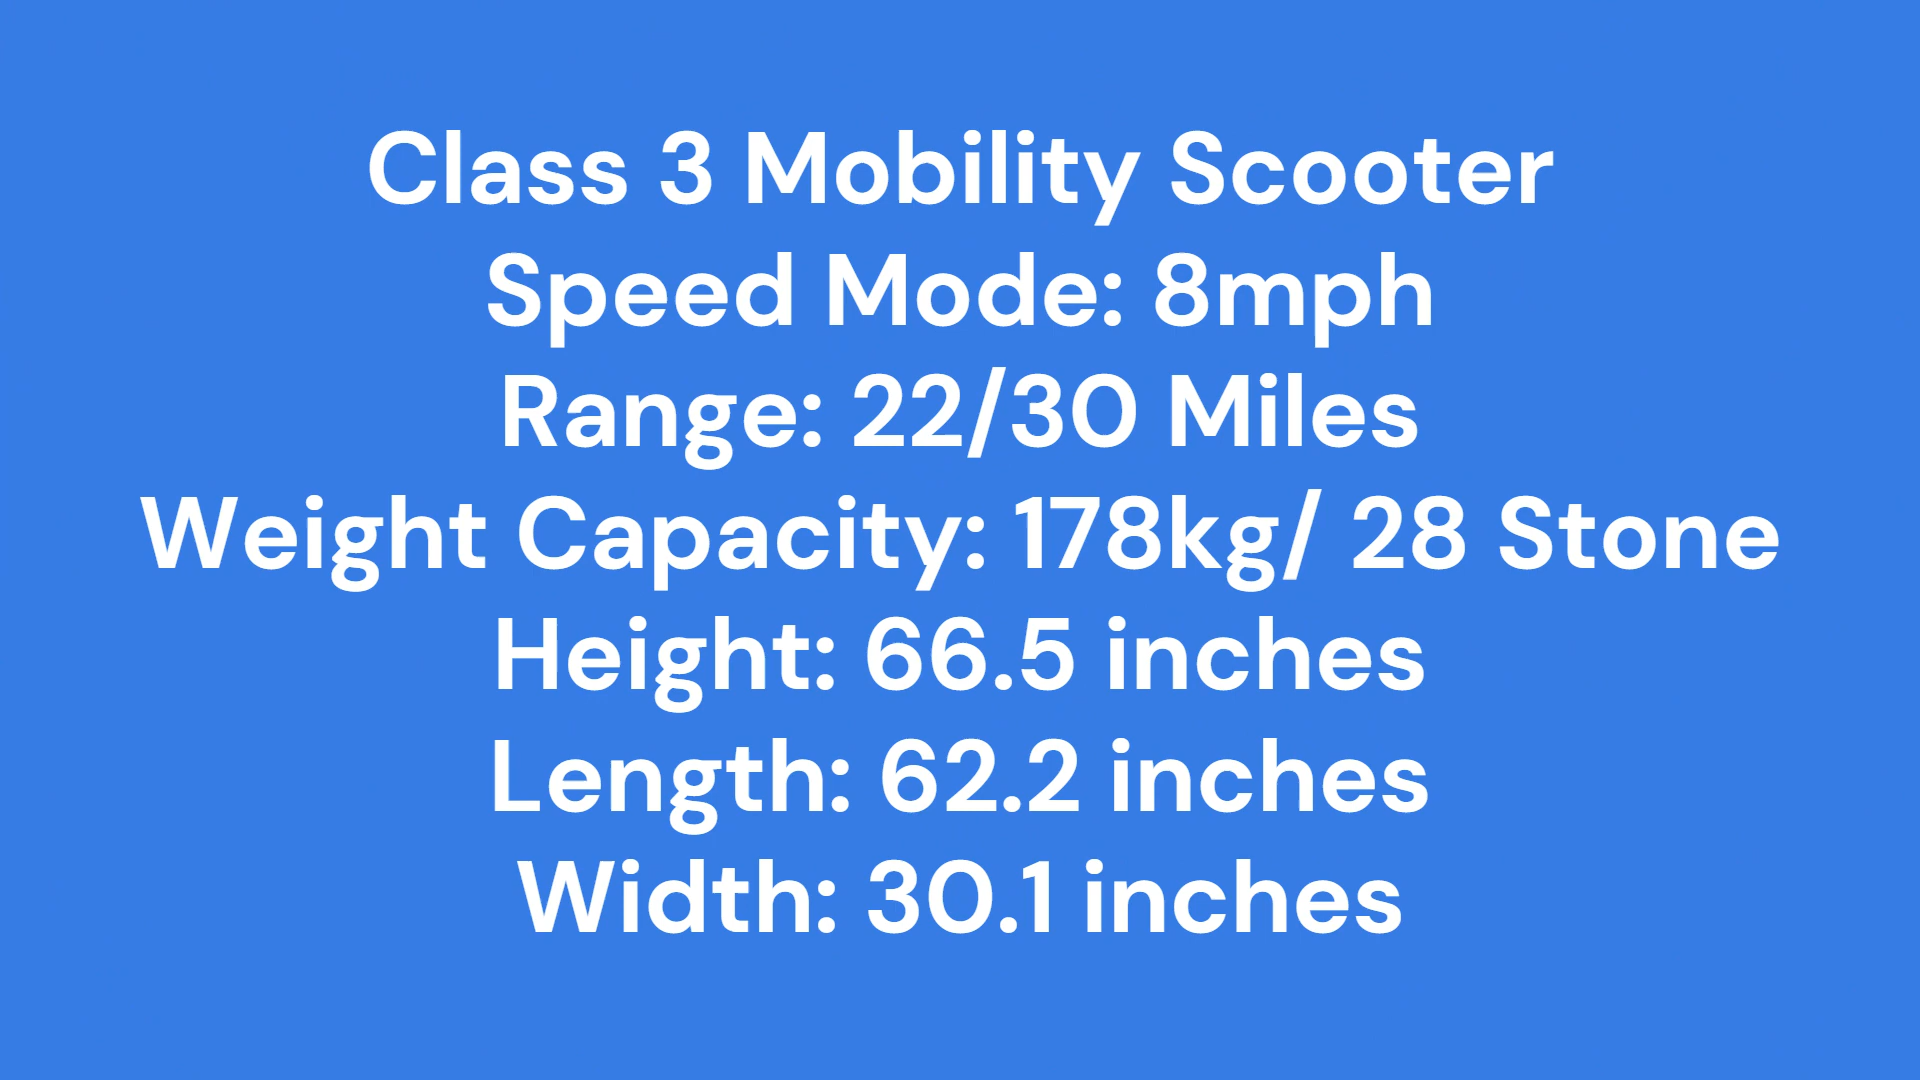 Class 3 Mobility Scooter
Speed Mode: 8mph
Range: 22/30 Miles
Weight Capacity: 178kg/ 28 Stone
Height: 66.5 inches
Length: 62.2 inches
Width: 30.1 inches